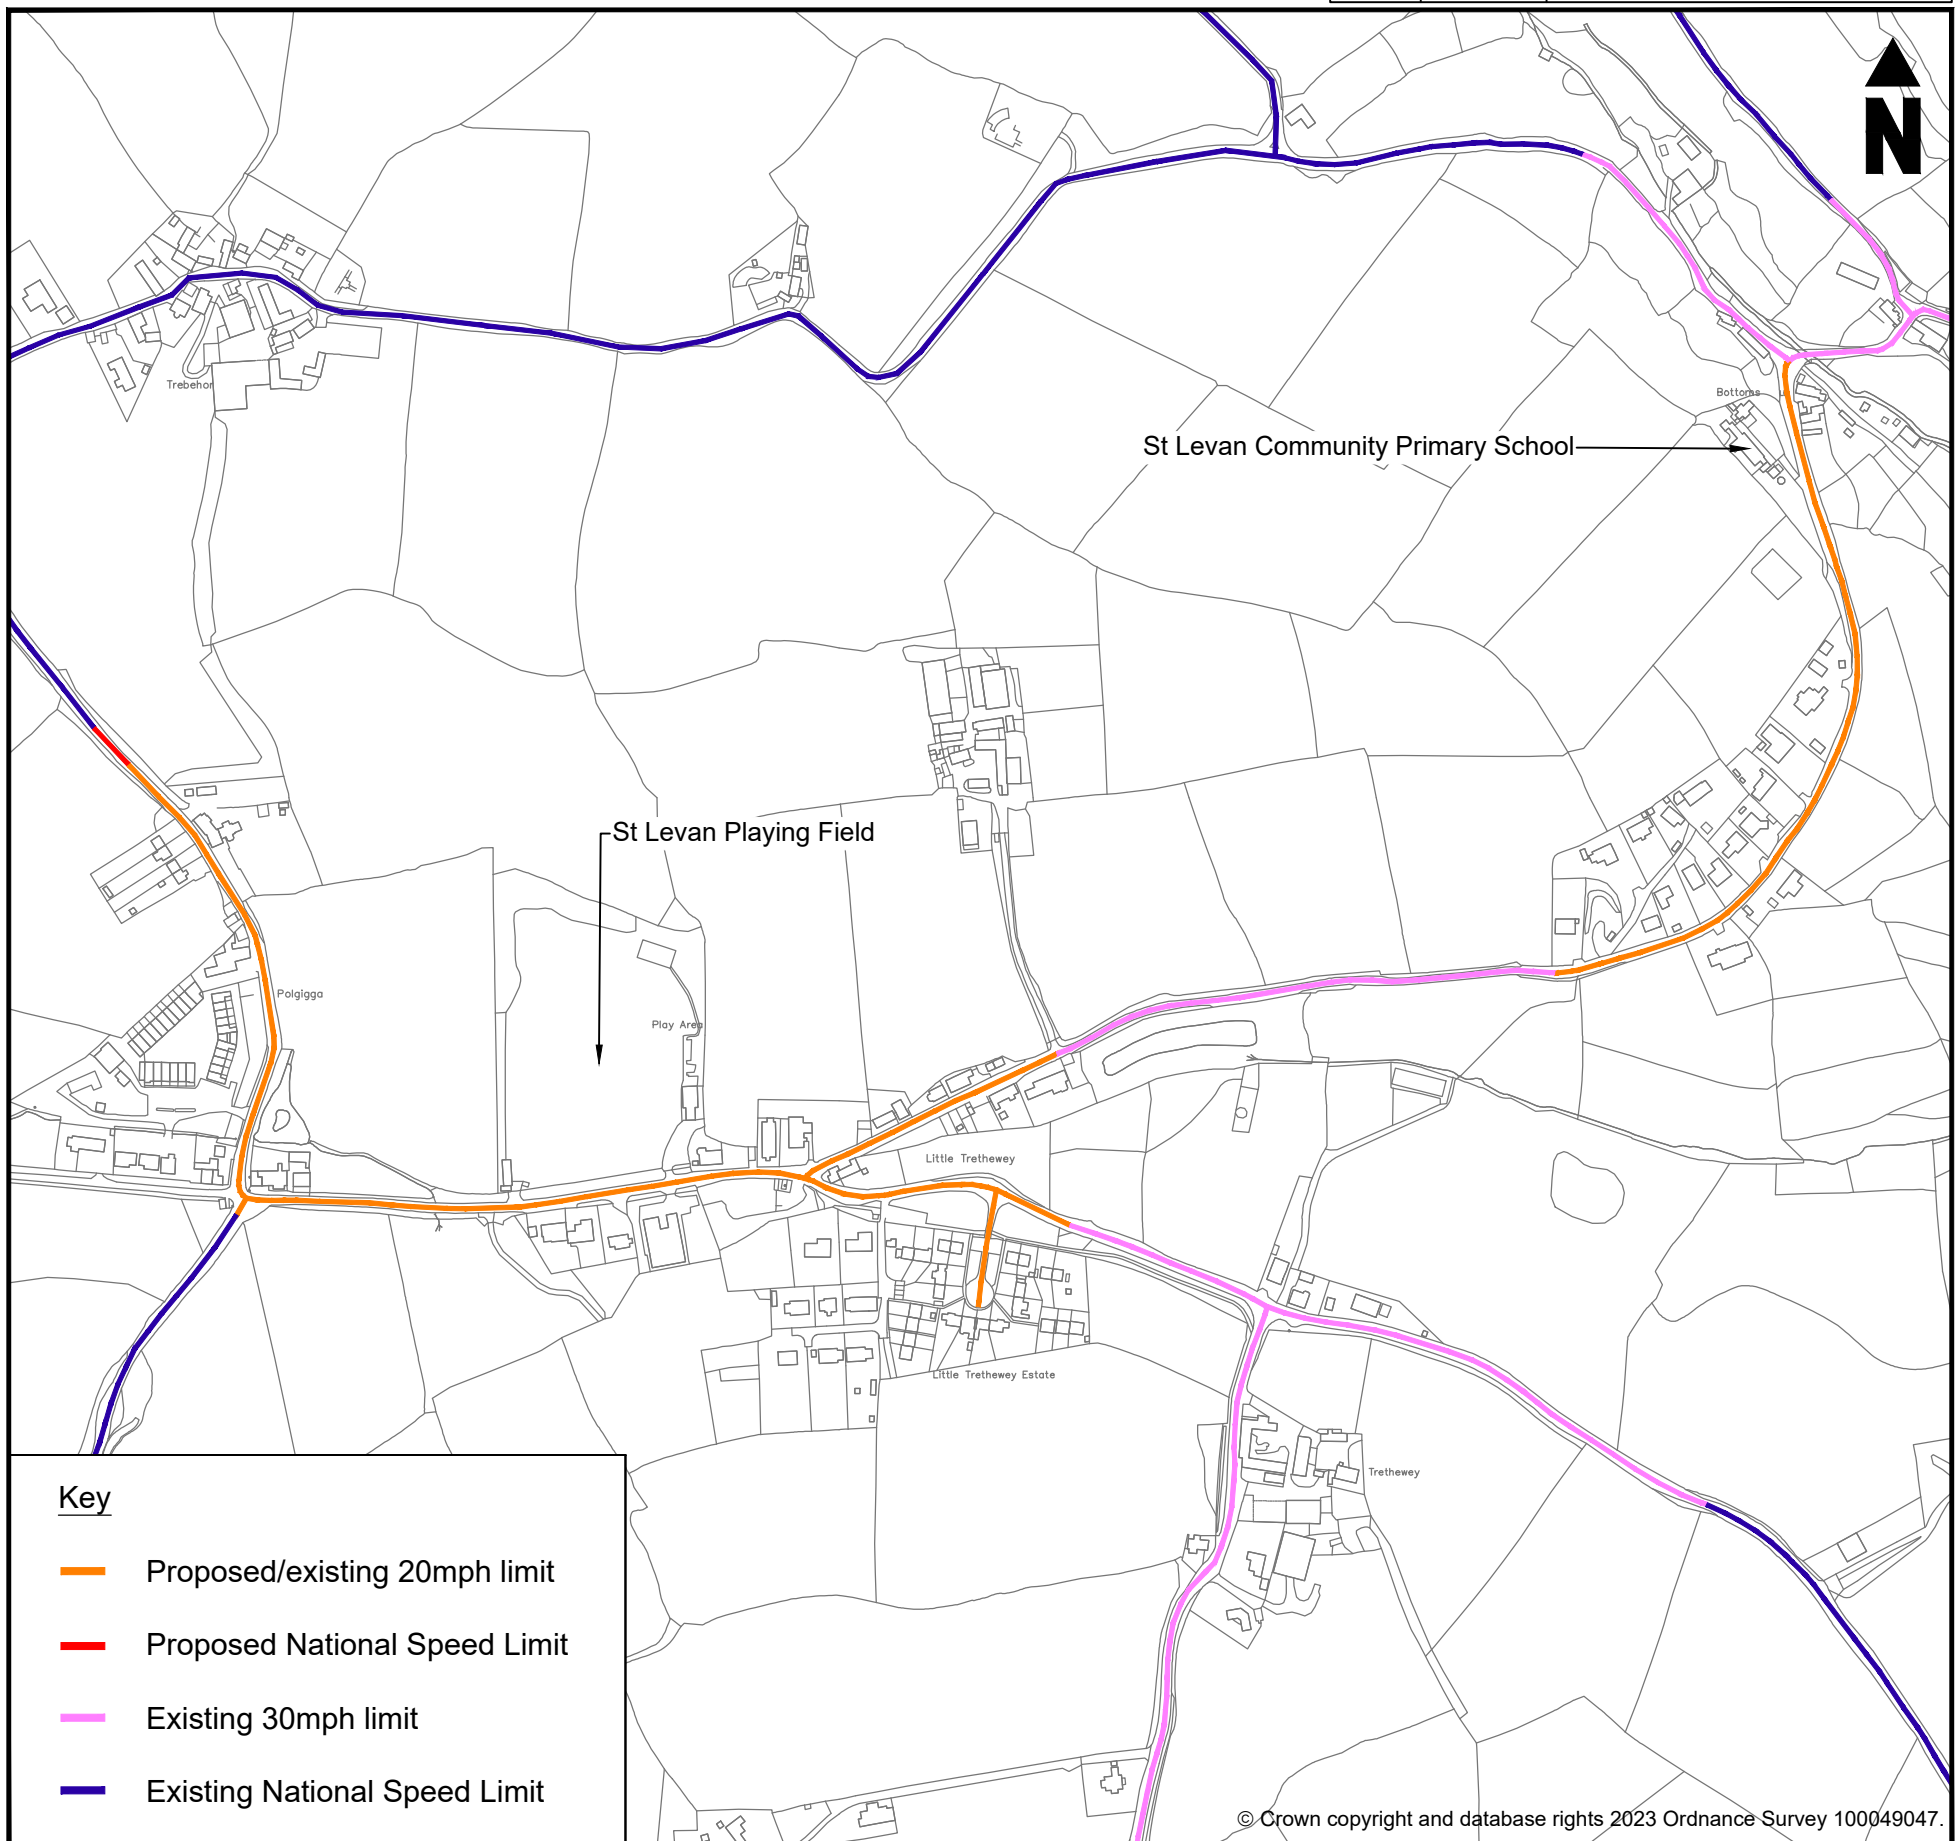 N
Trebehor
Bottoms
St Levan Community Primary School
St Levan Playing Field
Polgigga
Play Area
Little Trethewey
Little Trethewey Estate
Trethewey
Key
Proposed/existing 20mph limit
Proposed National Speed Limit
Existing 30mph limit
Existing National Speed Limit
© Crown copyright and database rights 2023 Ordnance Survey 100049047.